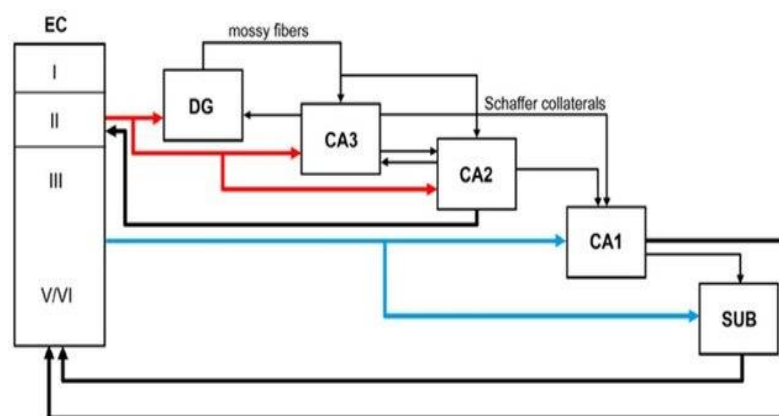 EC
mossy fibers
I
DG
Schaffer collaterals
II
CA3
CA2
III
CA1
V/VI
SUB